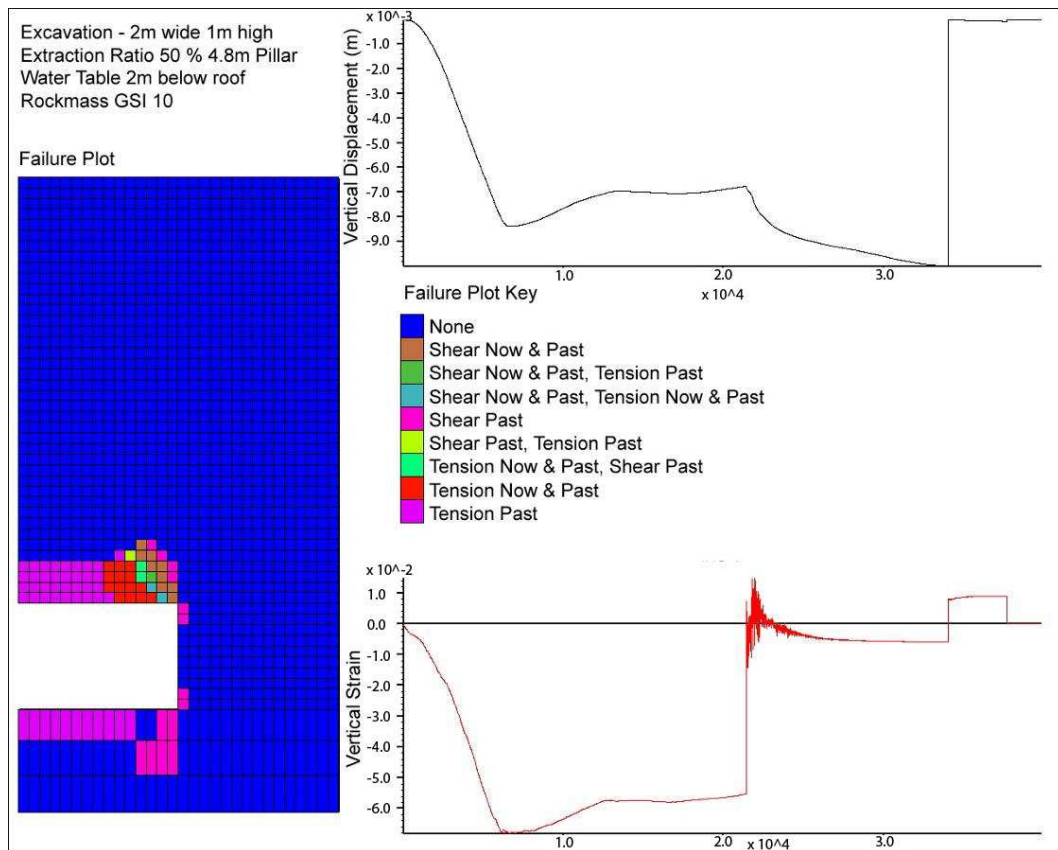 Excavation - 2m wide 1m high
Extraction Ratio 50 % 4.8m Pillar
Water Table 2m below roof
Rockmass GSI 10
Failure Plot
x 10^-3
-1.0
-2.0
-3.0
-4.0
-5.0
-6.0
-7.0
-8.0
-9.0
Vertical Displacement (m)
1.0
2.0
3.0
x 10^4
Failure Plot Key
None
Shear Now & Past
Shear Now & Past, Tension Past
Shear Now & Past, Tension Now & Past
Shear Past
Shear Past, Tension Past
Tension Now & Past, Shear Past
Tension Now & Past
Tension Past
x 10^-2
1.0
0.0
-1.0
-2.0
-3.0
-4.0
-5.0
-6.0
Vertical Strain
1.0
2.0
3.0
x 10^4